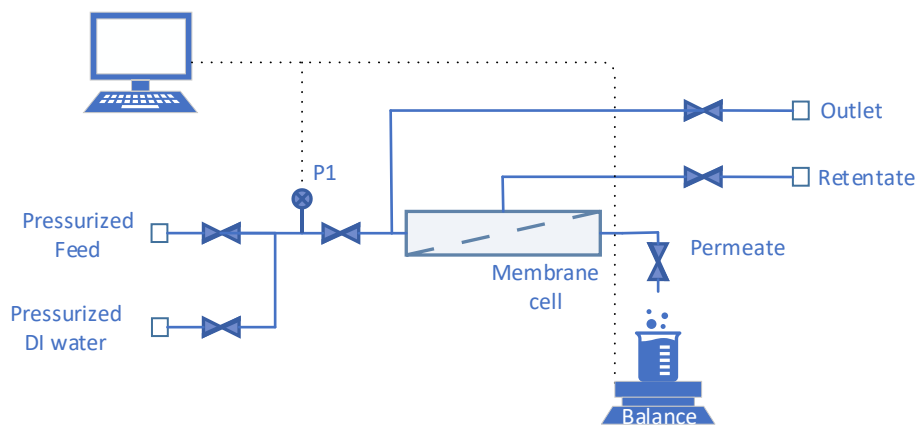 Outlet
P1
Retentate
Pressurized
Feed
Permeate
Membrane
cell
Pressurized
DI water
Balance